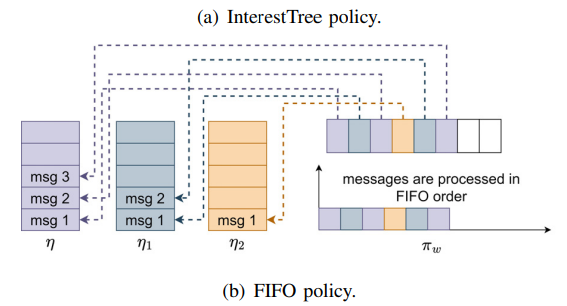 (a) InterestTree policy.
msg 3
msg 2
msg 1
η
msg 2
msg 1
η₁
msg 1
η₂
messages are processed in
FIFO order
π_w
(b) FIFO policy.